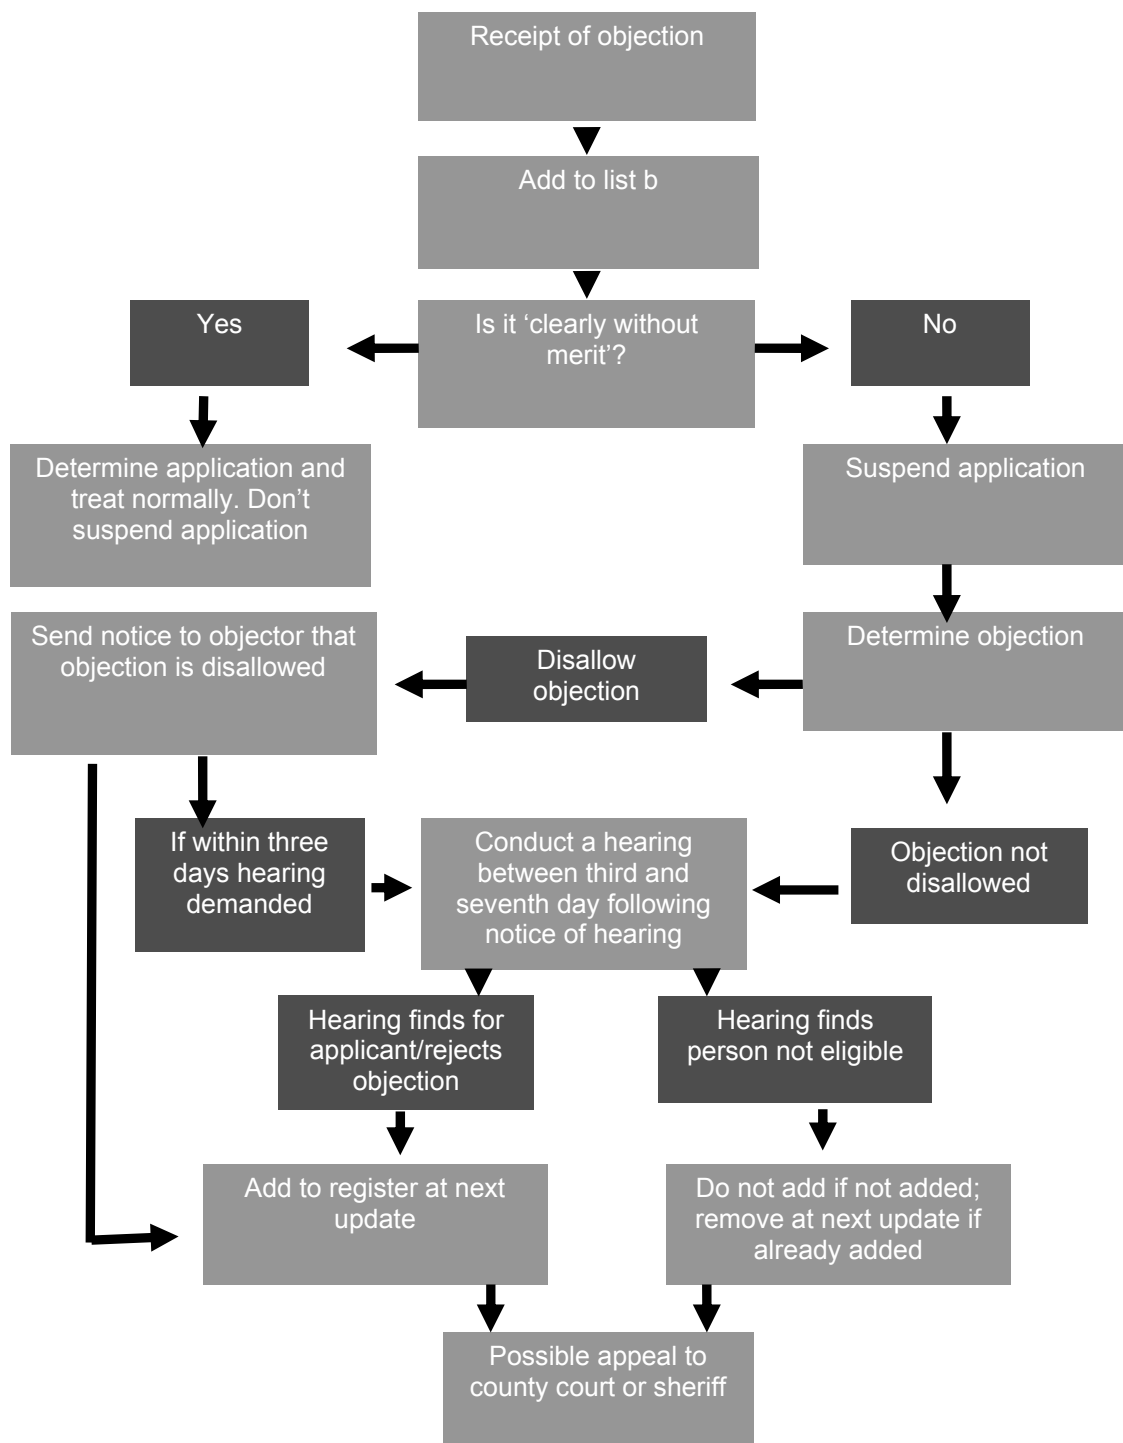 Receipt of objection
Add to list b
Is it ‘clearly without
merit’?
Yes
No
Determine application and
treat normally. Don’t
suspend application
Suspend application
Send notice to objector that
objection is disallowed
Disallow
objection
Determine objection
If within three
days hearing
demanded
Conduct a hearing
between third and
seventh day following
notice of hearing
Objection not
disallowed
Hearing finds for
applicant/rejects
objection
Hearing finds
person not eligible
Add to register at next
update
Do not add if not added;
remove at next update if
already added
Possible appeal to
county court or sheriff